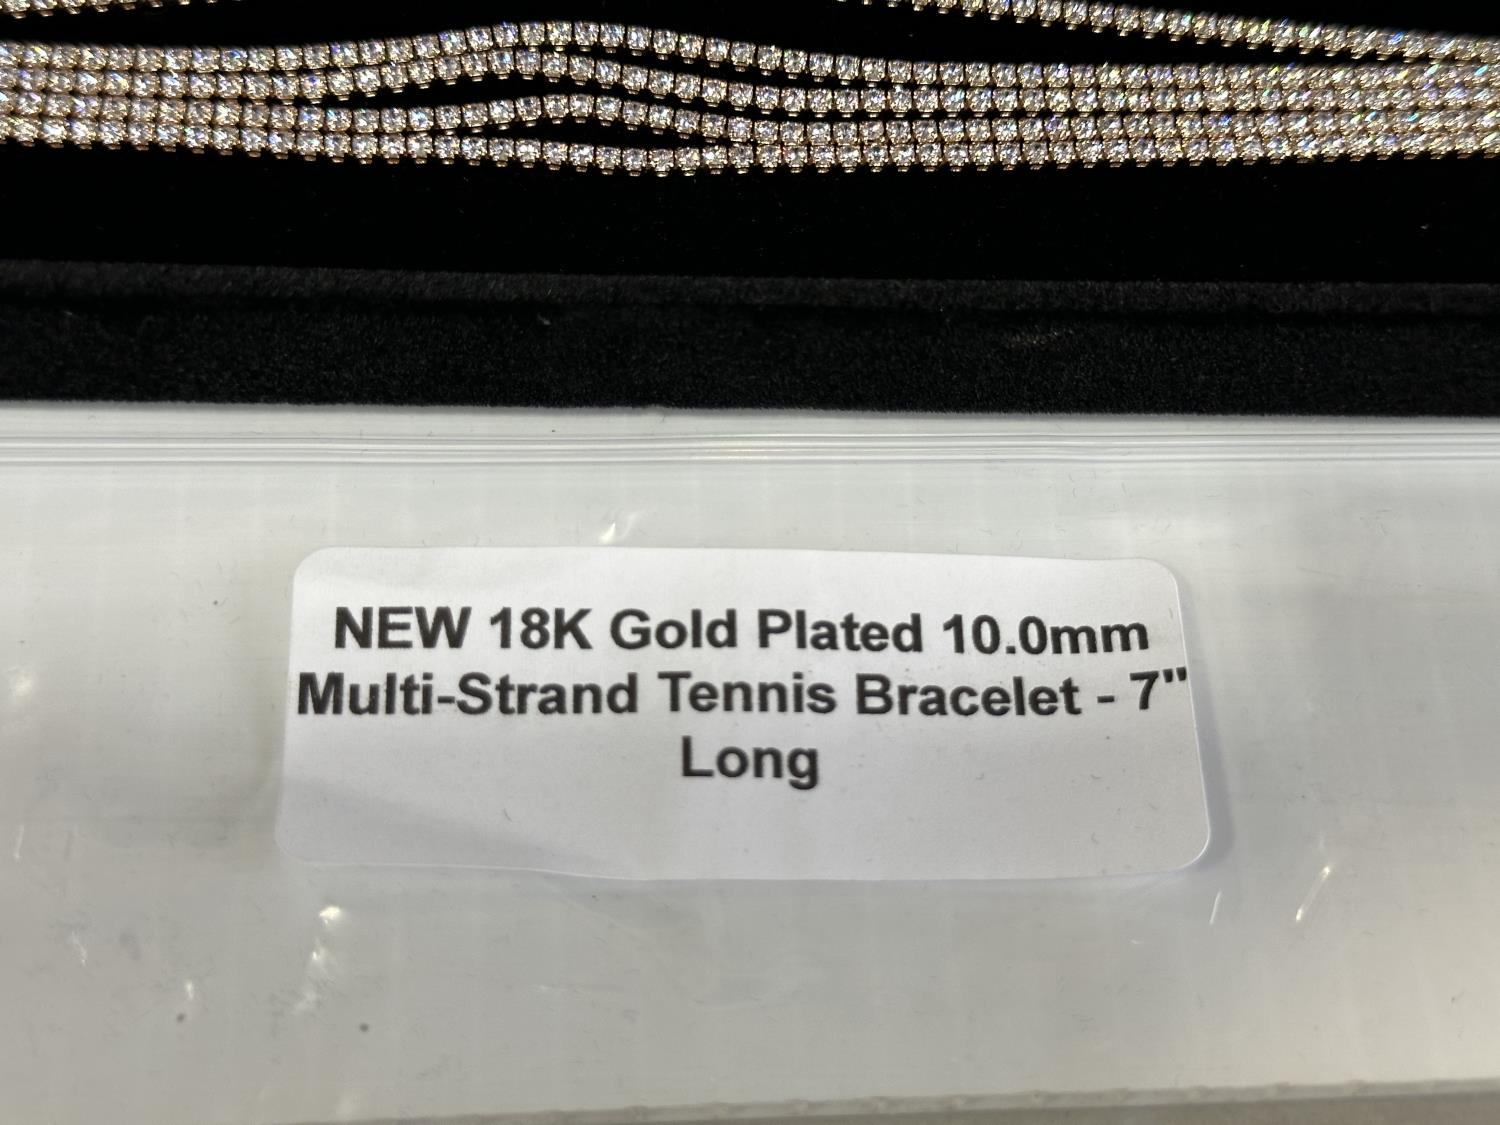 NEW 18K Gold Plated 10.0mm
Multi-Strand Tennis Bracelet - 7"
Long